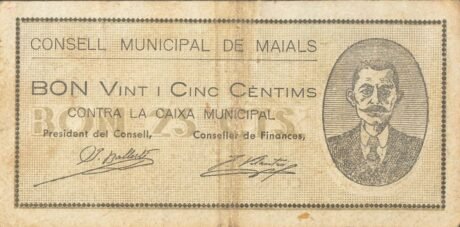 CONSELL MUNICIPAL DE MAIALS
BON VINT I CINC CÈNTIMS
CONTRA LA CAIXA MUNICIPAL
President del Consell, Conseller de Finances,